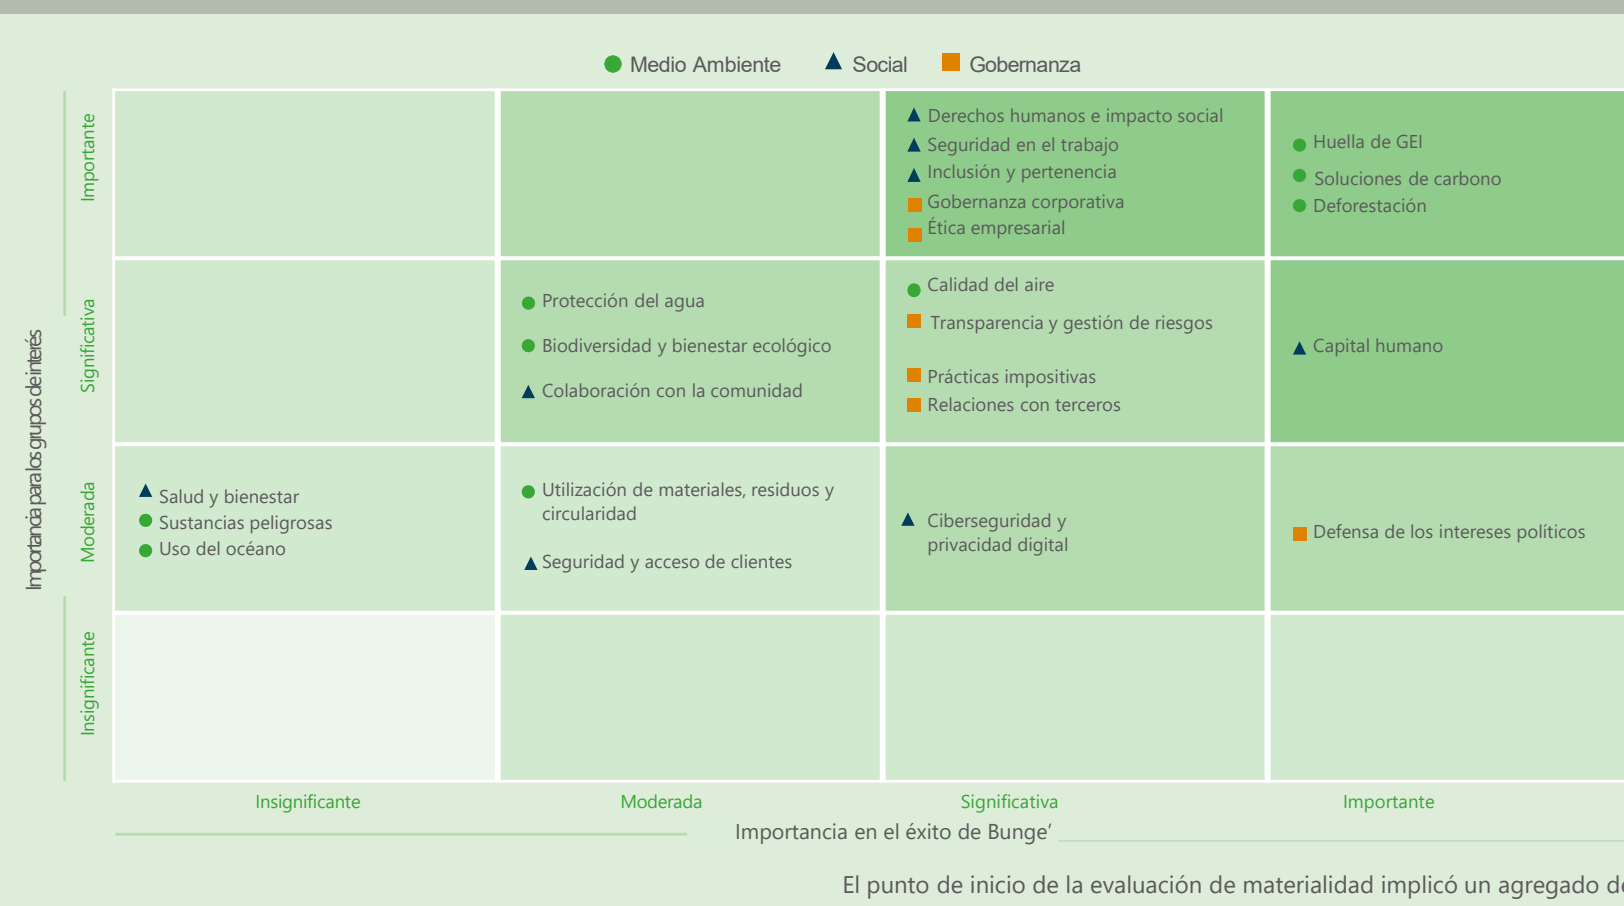 Medio Ambiente
Social
Gobernanza
Importancia para los grupos de interés
Importante
Derechos humanos e impacto social
Seguridad en el trabajo
Inclusión y pertenencia
Gobernanza corporativa
Ética empresarial
Huella de GEI
Soluciones de carbono
Deforestación
Significativa
Protección del agua
Biodiversidad y bienestar ecológico
Colaboración con la comunidad
Calidad del aire
Transparencia y gestión de riesgos
Prácticas impositivas
Relaciones con terceros
Capital humano
Moderada
Salud y bienestar
Sustancias peligrosas
Uso del océano
Utilización de materiales, residuos y
circularidad
Seguridad y acceso de clientes
Ciberseguridad y
privacidad digital
Defensa de los intereses políticos
Insignificante
Insignificante
Moderada
Significativa
Importante
Importancia en el éxito de Bunge’
El punto de inicio de la evaluación de materialidad implicó un agregado